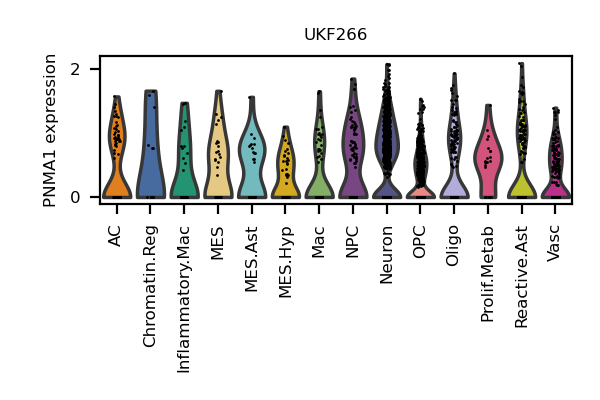 UKF266
PNMA1 expression
2
0
AC
Chromatin.Reg
Inflammatory.Mac
MES
MES.Ast
MES.Hyp
Mac
NPC
Neuron
OPC
Oligo
Prolif.Metab
Reactive.Ast
Vasc